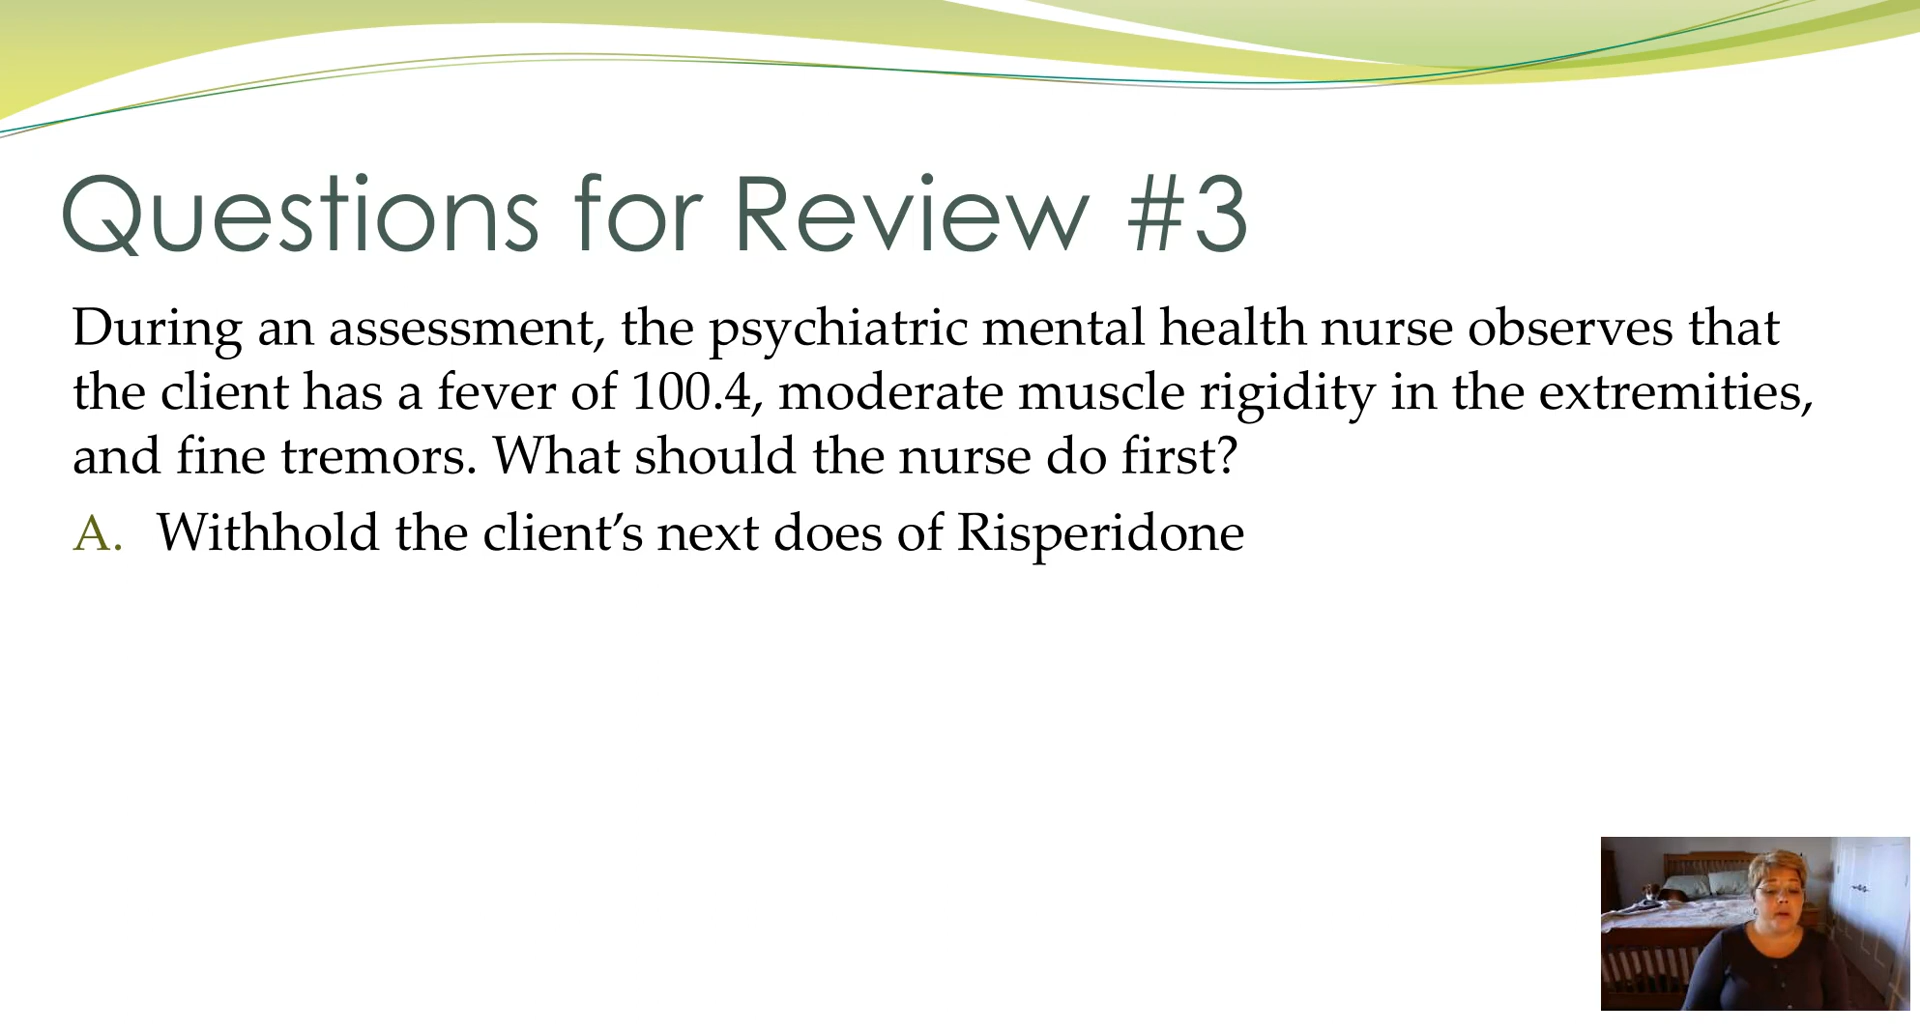 Questions for Review #3
During an assessment, the psychiatric mental health nurse observes that
the client has a fever of 100.4, moderate muscle rigidity in the extremities,
and fine tremors. What should the nurse do first?
A. Withhold the client’s next does of Risperidone